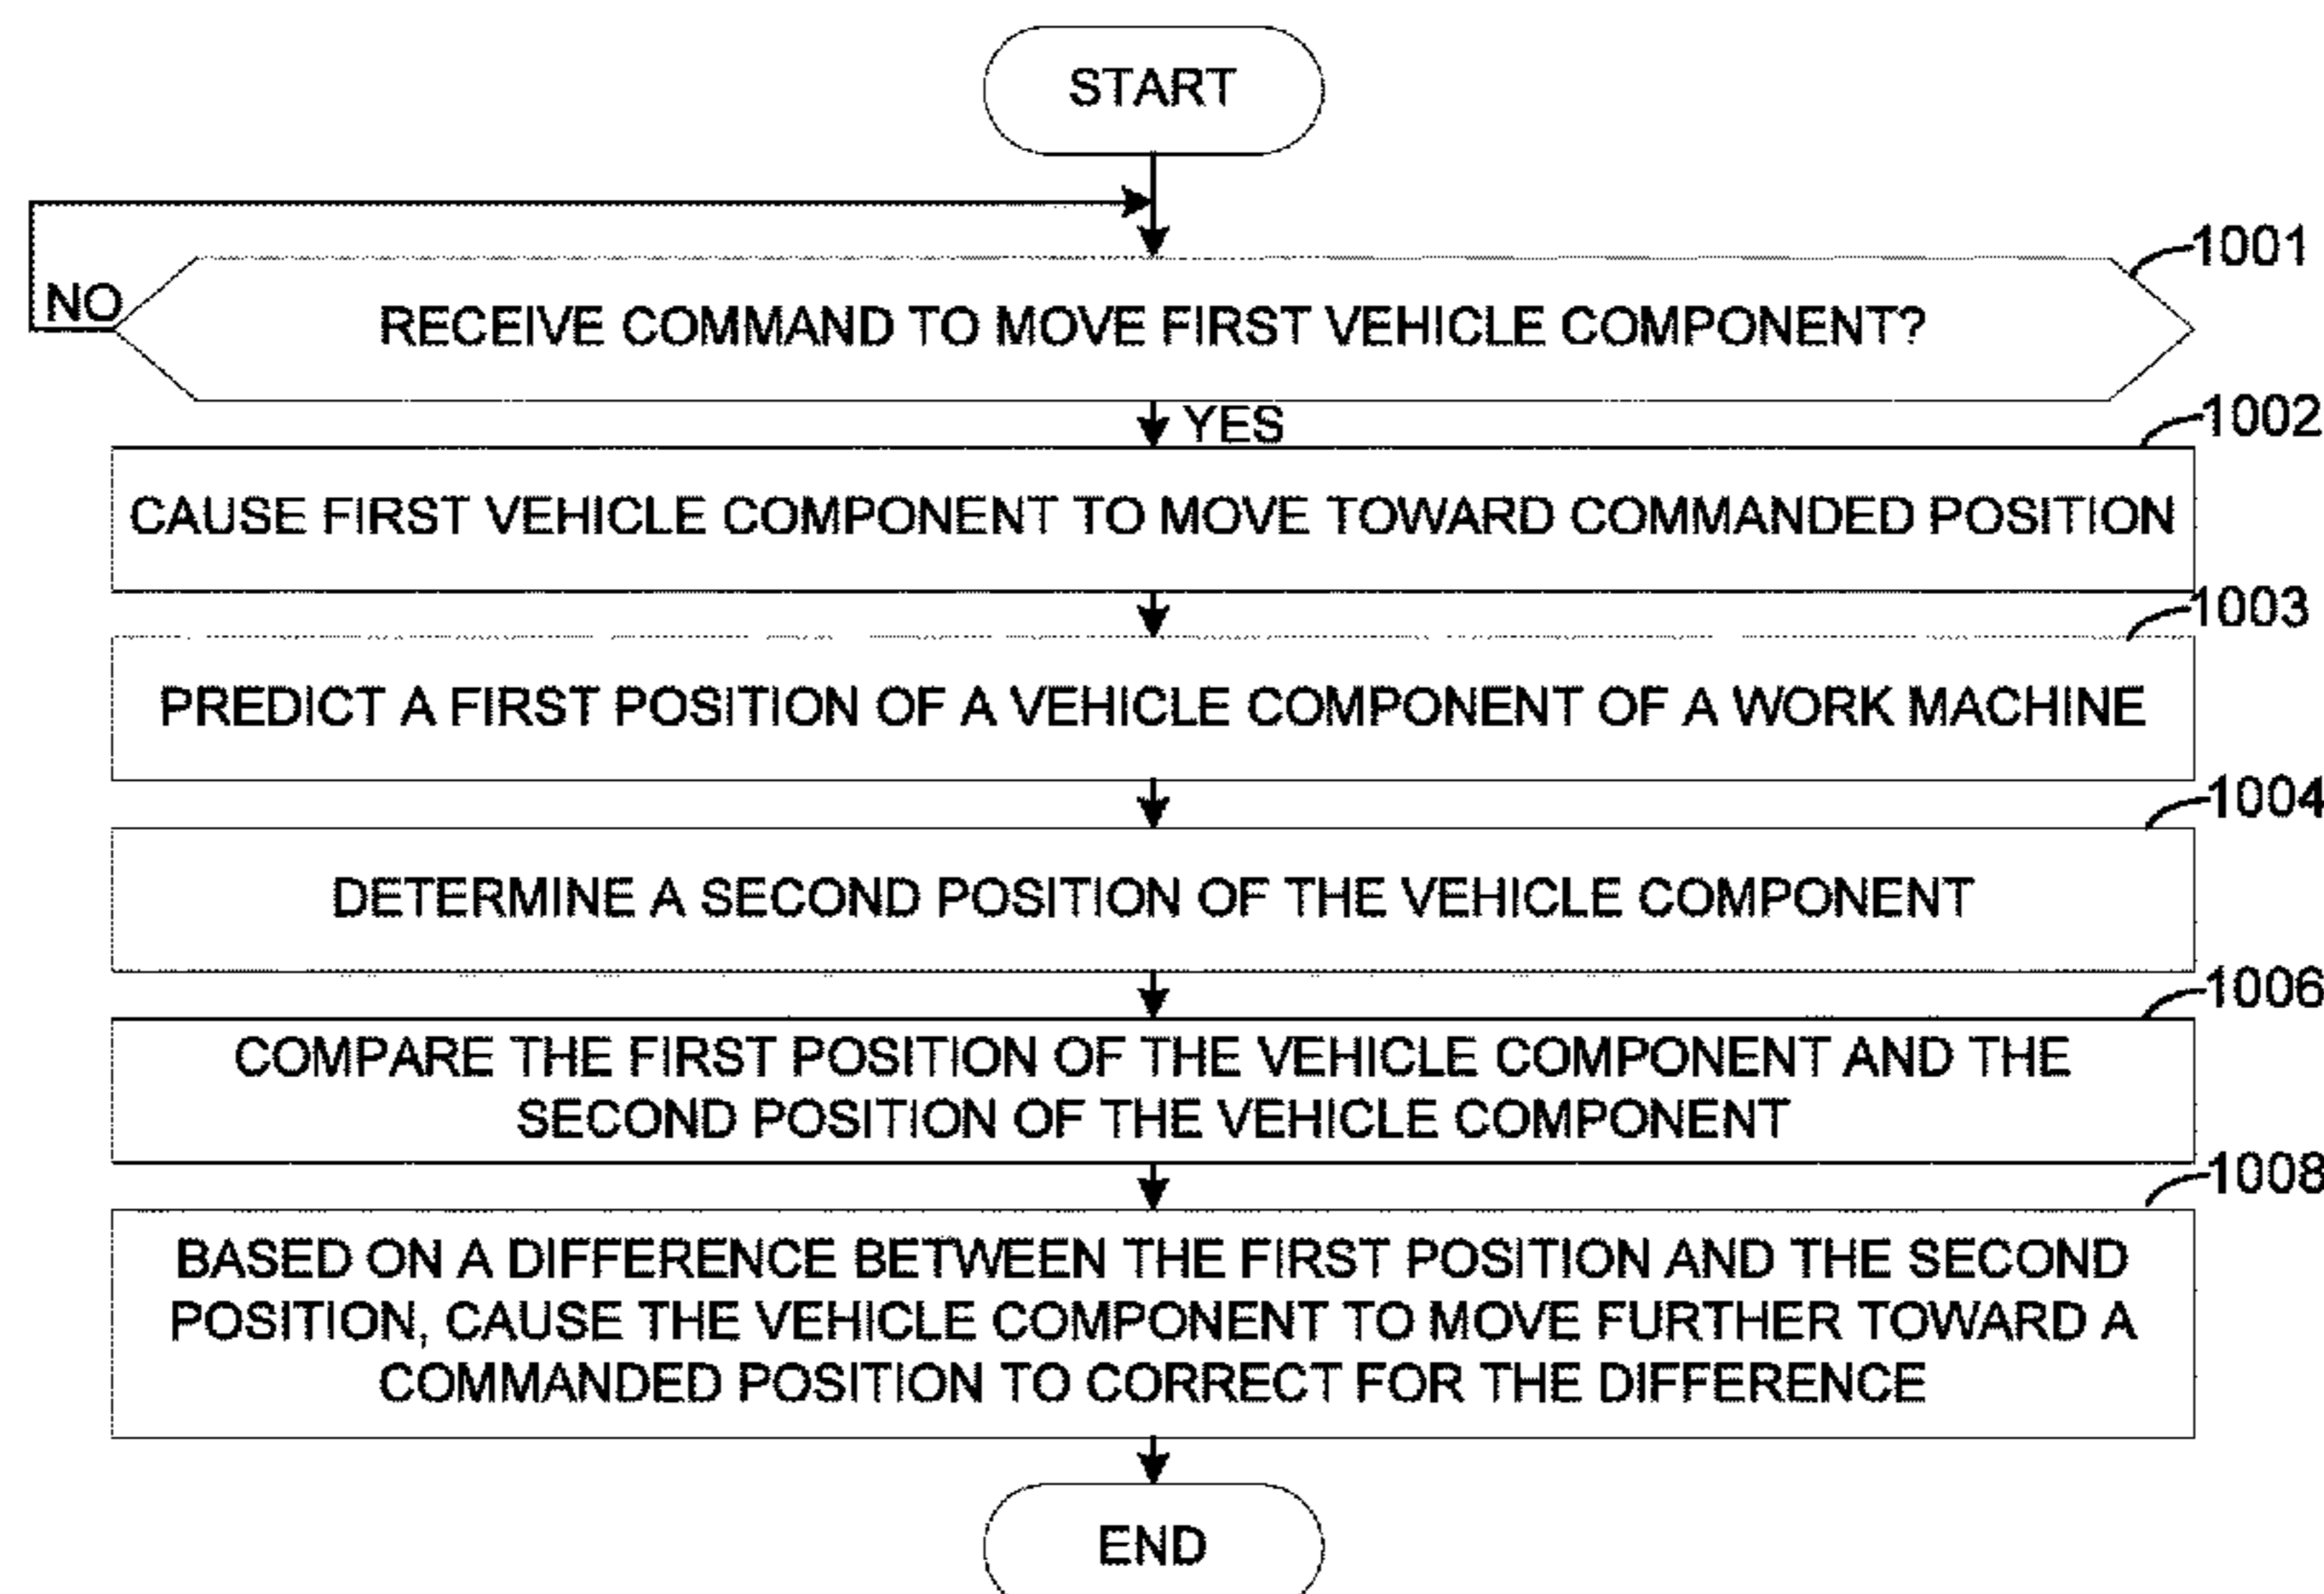 START
1001
NO
RECEIVE COMMAND TO MOVE FIRST VEHICLE COMPONENT?
YES
1002
CAUSE FIRST VEHICLE COMPONENT TO MOVE TOWARD COMMANDED POSITION
1003
PREDICT A FIRST POSITION OF A VEHICLE COMPONENT OF A WORK MACHINE
1004
DETERMINE A SECOND POSITION OF THE VEHICLE COMPONENT
1006
COMPARE THE FIRST POSITION OF THE VEHICLE COMPONENT AND THE
SECOND POSITION OF THE VEHICLE COMPONENT
1008
BASED ON A DIFFERENCE BETWEEN THE FIRST POSITION AND THE SECOND
POSITION, CAUSE THE VEHICLE COMPONENT TO MOVE FURTHER TOWARD A
COMMANDED POSITION TO CORRECT FOR THE DIFFERENCE
END